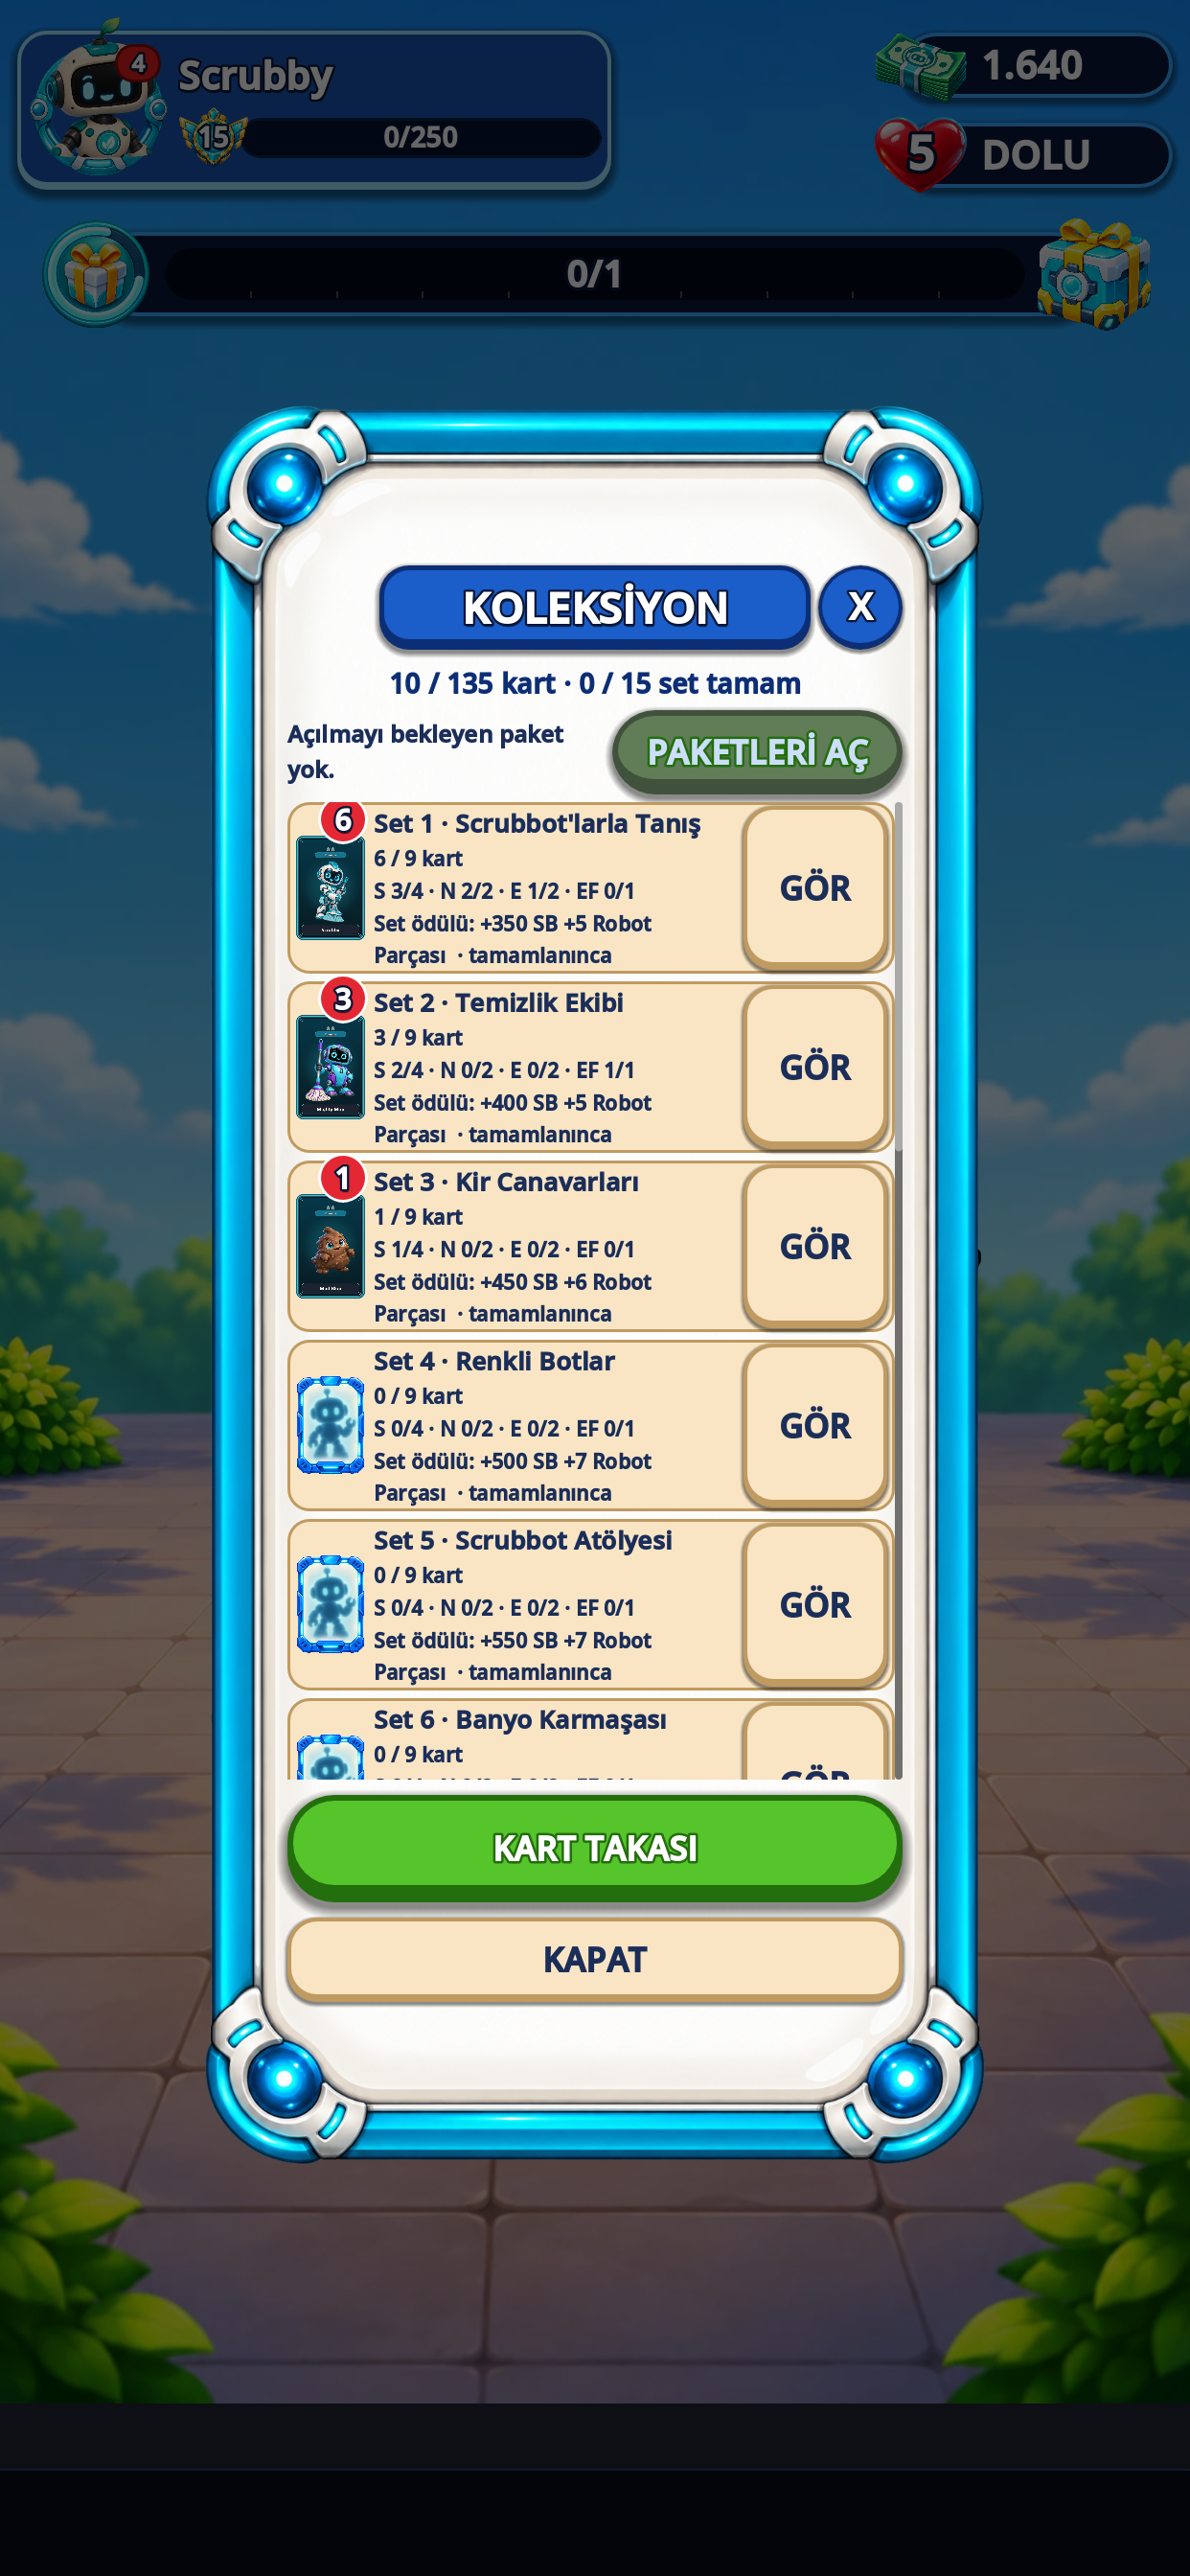 4
Scrubby
15
0/250
1.640
5
DOLU
0/1
KOLEKSİYON
X
10 / 135 kart · 0 / 15 set tamam
Açılmayı bekleyen paket
yok.
PAKETLERİ AÇ
6
Set 1 · Scrubbot'larla Tanış
6 / 9 kart
S 3/4 · N 2/2 · E 1/2 · EF 0/1
Set ödülü: +350 SB +5 Robot
Parçası · tamamlanınca
GÖR
3
Set 2 · Temizlik Ekibi
3 / 9 kart
S 2/4 · N 0/2 · E 0/2 · EF 1/1
Set ödülü: +400 SB +5 Robot
Parçası · tamamlanınca
GÖR
1
Set 3 · Kir Canavarları
1 / 9 kart
S 1/4 · N 0/2 · E 0/2 · EF 0/1
Set ödülü: +450 SB +6 Robot
Parçası · tamamlanınca
GÖR
Set 4 · Renkli Botlar
0 / 9 kart
S 0/4 · N 0/2 · E 0/2 · EF 0/1
Set ödülü: +500 SB +7 Robot
Parçası · tamamlanınca
GÖR
Set 5 · Scrubbot Atölyesi
0 / 9 kart
S 0/4 · N 0/2 · E 0/2 · EF 0/1
Set ödülü: +550 SB +7 Robot
Parçası · tamamlanınca
GÖR
Set 6 · Banyo Karmaşası
0 / 9 kart
KART TAKASI
KAPAT